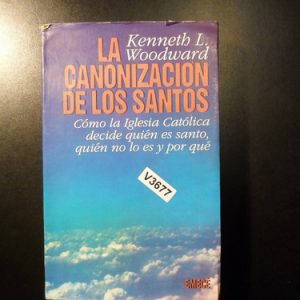 Kenneth L.
Woodward
LA
CANONIZACION
DE LOS SANTOS
Cómo la Iglesia Católica
decide quién es santo,
quién no lo es y por qué
V3677
EMECE